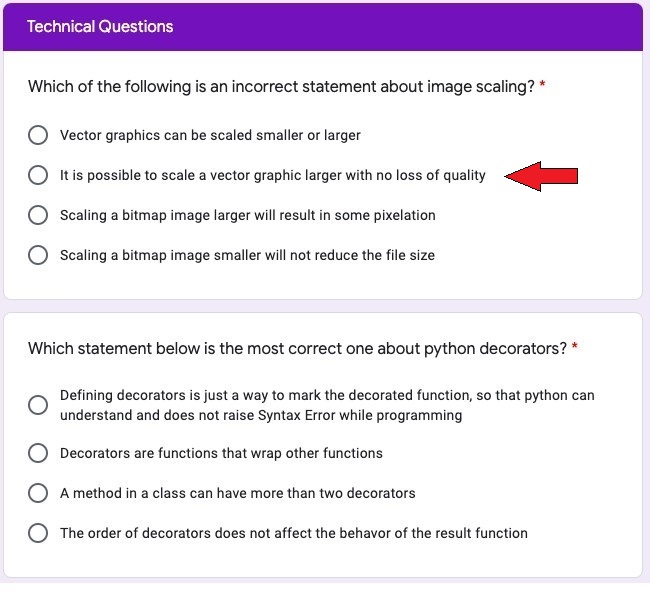 Technical Questions
Which of the following is an incorrect statement about image scaling? *
Vector graphics can be scaled smaller or larger
It is possible to scale a vector graphic larger with no loss of quality
Scaling a bitmap image larger will result in some pixelation
Scaling a bitmap image smaller will not reduce the file size
Which statement below is the most correct one about python decorators? *
Defining decorators is just a way to mark the decorated function, so that python can
understand and does not raise Syntax Error while programming
Decorators are functions that wrap other functions
A method in a class can have more than two decorators
The order of decorators does not affect the behavor of the result function